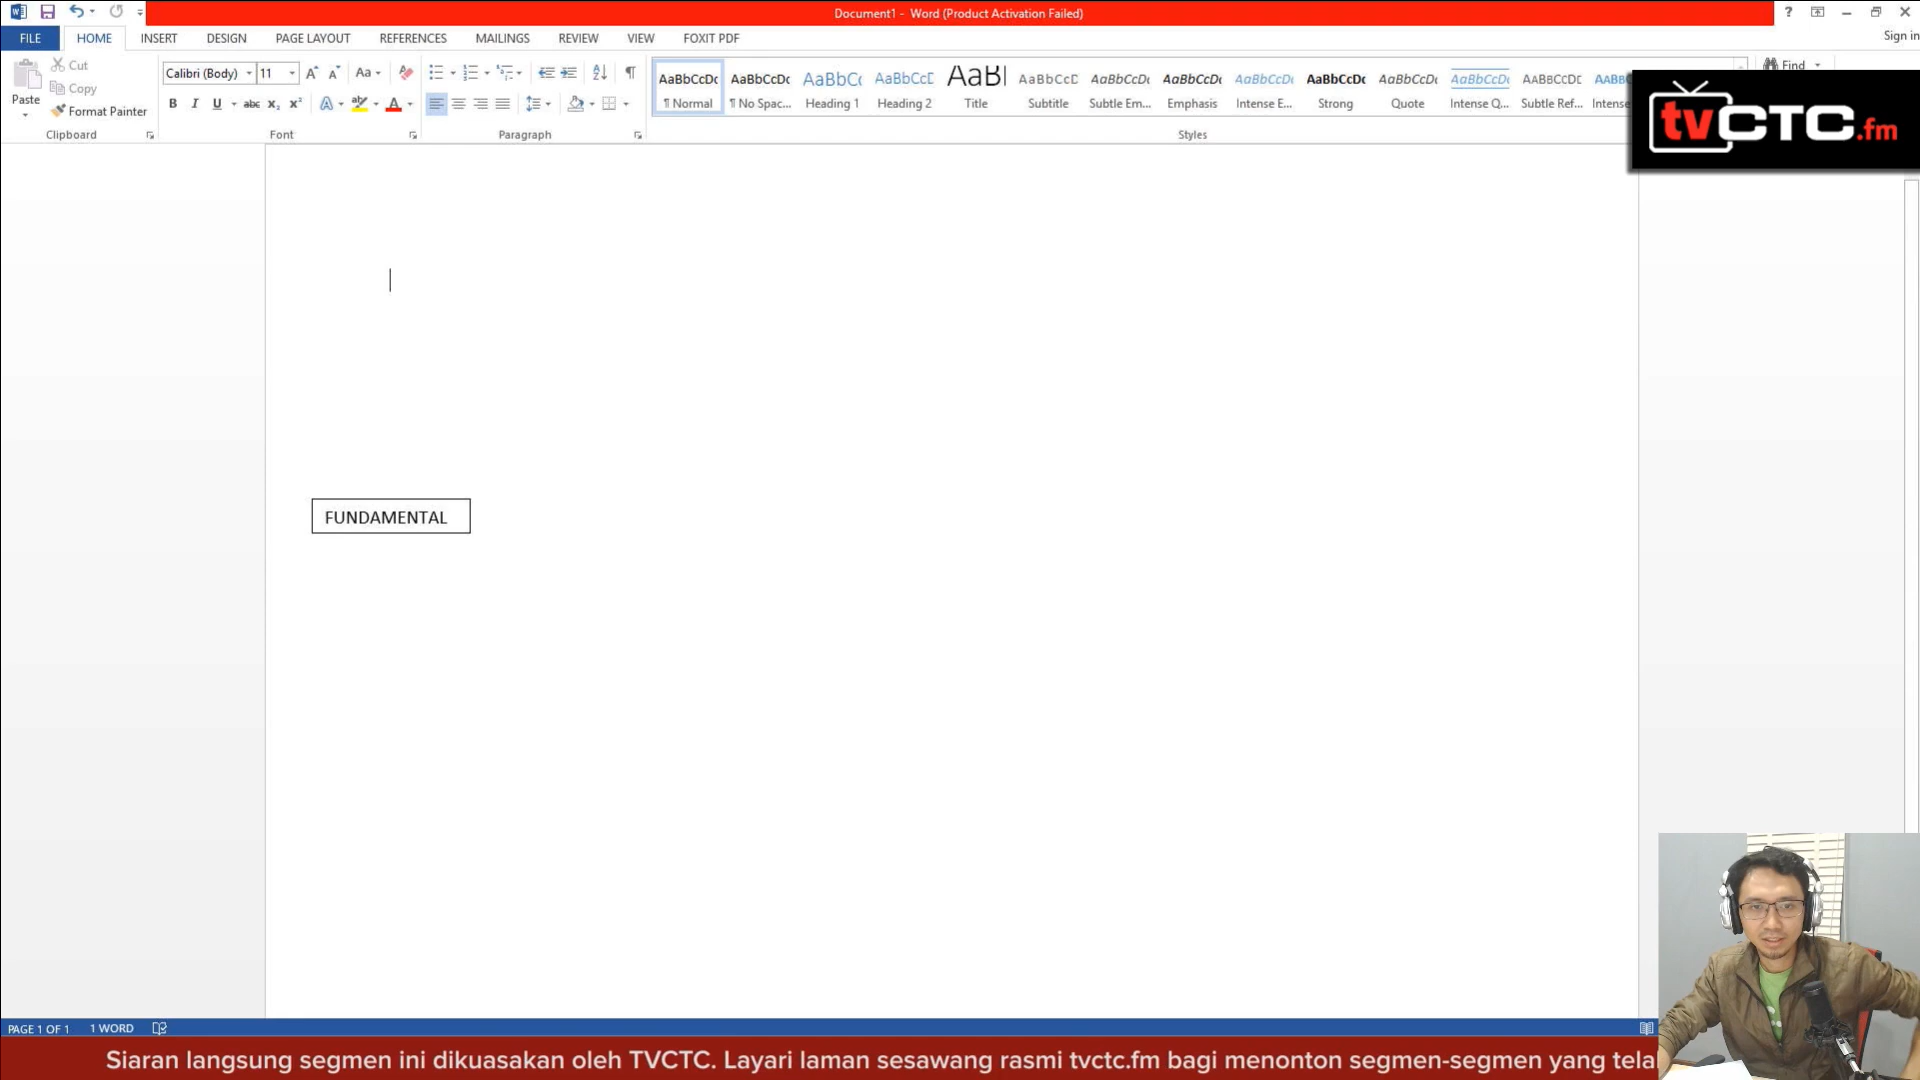 Document1 - Word (Product Activation Failed)
FILE HOME INSERT DESIGN PAGE LAYOUT REFERENCES MAILINGS REVIEW VIEW FOXIT PDF
Sign in
Paste
Cut
Copy
Format Painter
Clipboard
Calibri (Body) 11
Font
Paragraph
AaBbCcDc AaBbCcDc AaBbC( AaBbCcD AaB AaBbCcD AaBbCcDc AaBbCcDc AaBbCcDc AaBbCcDc AaBbCcDc AaBbCcDc AABBCCDD AABB
¶ Normal ¶ No Spac... Heading 1 Heading 2 Title Subtitle Subtle Em... Emphasis Intense E... Strong Quote Intense Q... Subtle Ref... Intense
Styles
Find
tvCTC.fm
FUNDAMENTAL
PAGE 1 OF 1 1 WORD
Siaran langsung segmen ini dikuasakan oleh TVCTC. Layari laman sesawang rasmi tvctc.fm bagi menonton segmen-segmen yang tela